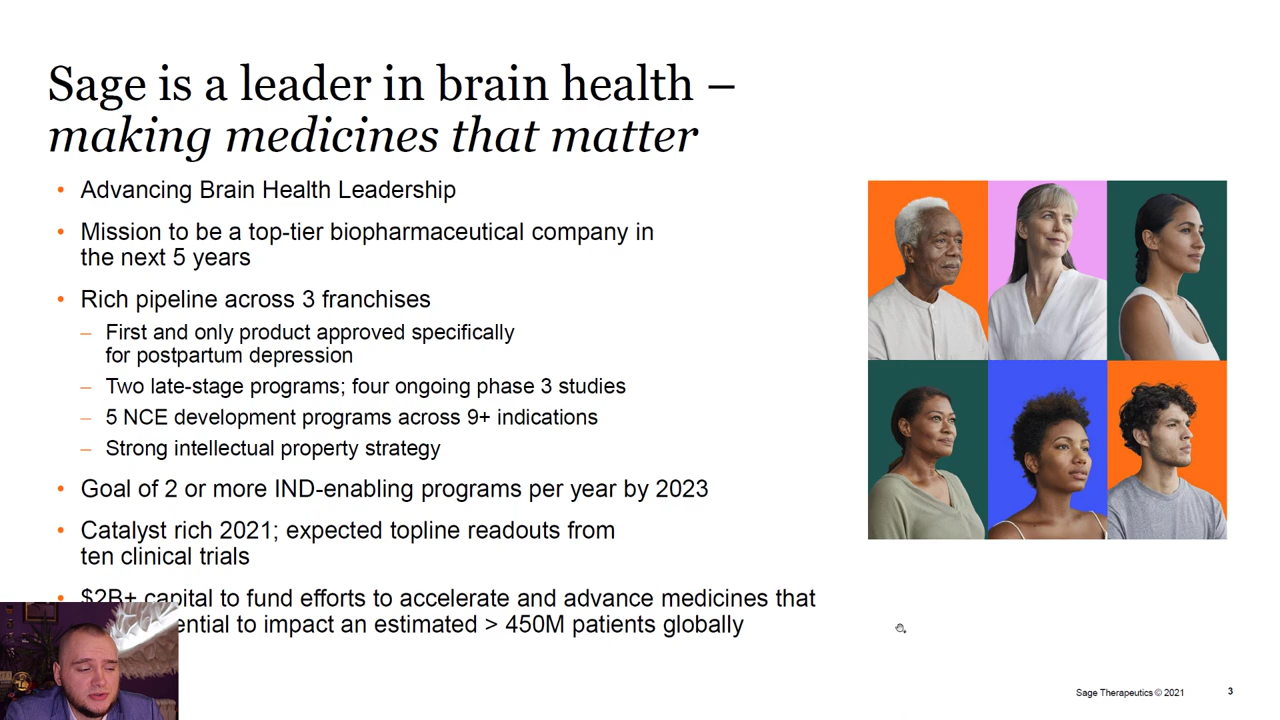 Sage is a leader in brain health –
making medicines that matter
• Advancing Brain Health Leadership
• Mission to be a top-tier biopharmaceutical company in
the next 5 years
• Rich pipeline across 3 franchises
– First and only product approved specifically
for postpartum depression
– Two late-stage programs; four ongoing phase 3 studies
– 5 NCE development programs across 9+ indications
– Strong intellectual property strategy
• Goal of 2 or more IND-enabling programs per year by 2023
• Catalyst rich 2021; expected topline readouts from
ten clinical trials
• $2B+ capital to fund efforts to accelerate and advance medicines that
to impact an estimated > 450M patients globally
Sage Therapeutics © 2021
3